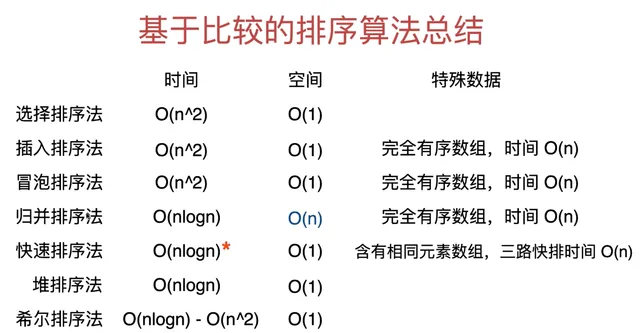 基于比较的排序算法总结
时间 空间 特殊数据
选择排序法 O(n^2) O(1)
插入排序法 O(n^2) O(1) 完全有序数组，时间 O(n)
冒泡排序法 O(n^2) O(1) 完全有序数组，时间 O(n)
归并排序法 O(nlogn) O(n) 完全有序数组，时间 O(n)
快速排序法 O(nlogn)* O(1) 含有相同元素数组，三路快排时间 O(n)
堆排序法 O(nlogn) O(1)
希尔排序法 O(nlogn) - O(n^2) O(1)